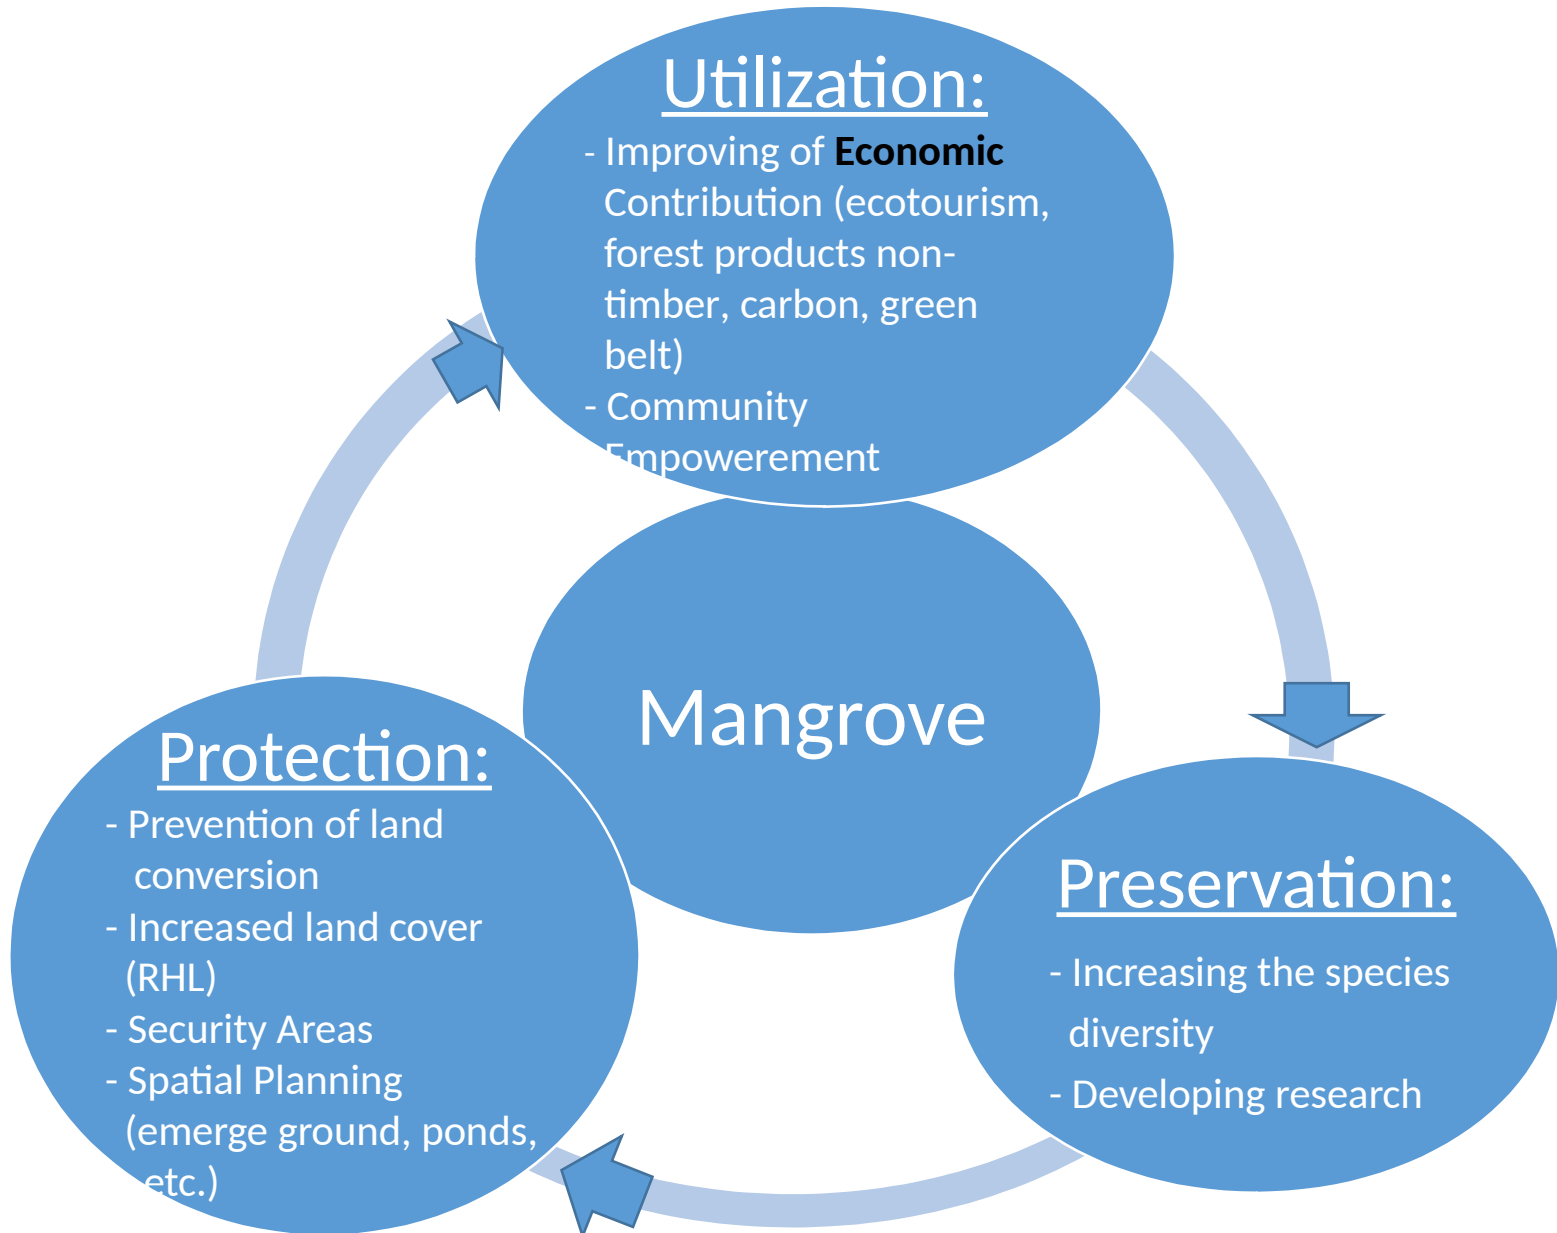 Utilization:
- Improving of Economic
Contribution (ecotourism,
forest products non-
timber, carbon, green
belt)
- Community
Empowerement
Mangrove
Protection:
- Prevention of land
conversion
- Increased land cover
(RHL)
- Security Areas
- Spatial Planning
(emerge ground, ponds,
etc.)
Preservation:
- Increasing the species
diversity
- Developing research